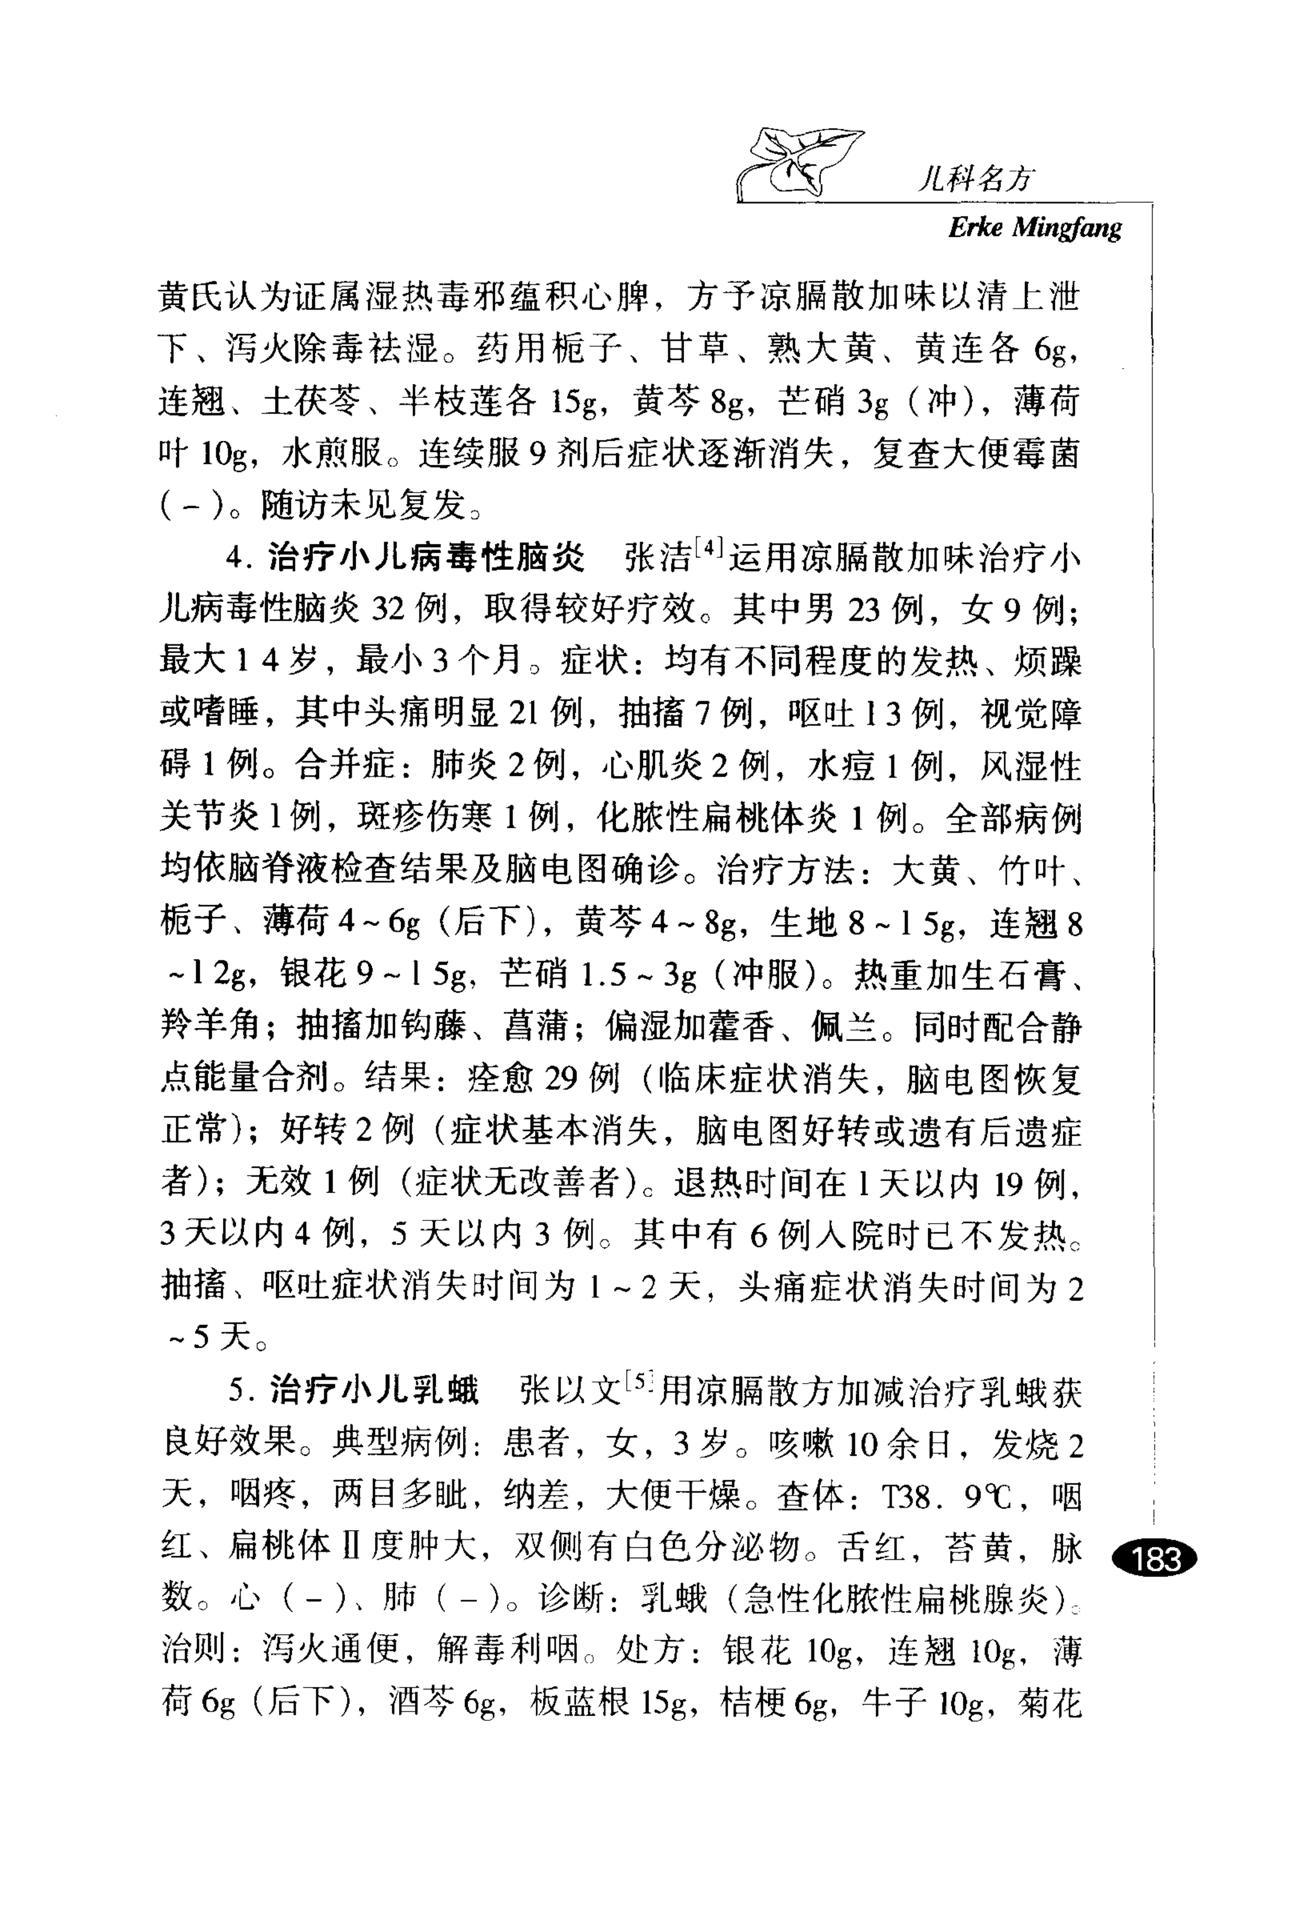 儿科名方
Erke Mingfang
黄氏认为证属湿热毒邪蕴积心脾，方予凉膈散加味以清上泄
下、泻火除毒祛湿。药用栀子、甘草、熟大黄、黄连各 6g，
连翘、土茯苓、半枝莲各 15g，黄芩 8g，芒硝 3g（冲），薄荷
叶 10g，水煎服。连续服 9 剂后症状逐渐消失，复查大便霉菌
（-）。随访未见复发。
4. 治疗小儿病毒性脑炎 张洁[4]运用凉膈散加味治疗小
儿病毒性脑炎 32 例，取得较好疗效。其中男 23 例，女 9 例；
最大 14 岁，最小 3 个月。症状：均有不同程度的发热、烦躁
或嗜睡，其中头痛明显 21 例，抽搐 7 例，呕吐 13 例，视觉障
碍 1 例。合并症：肺炎 2 例，心肌炎 2 例，水痘 1 例，风湿性
关节炎 1 例，斑疹伤寒 1 例，化脓性扁桃体炎 1 例。全部病例
均依脑脊液检查结果及脑电图确诊。治疗方法：大黄、竹叶、
栀子、薄荷 4~6g（后下），黄芩 4~8g，生地 8~15g，连翘 8
~12g，银花 9~15g，芒硝 1.5~3g（冲服）。热重加生石膏、
羚羊角；抽搐加钩藤、菖蒲；偏湿加藿香、佩兰。同时配合静
点能量合剂。结果：痊愈 29 例（临床症状消失，脑电图恢复
正常）；好转 2 例（症状基本消失，脑电图好转或遗有后遗症
者）；无效 1 例（症状无改善者）。退热时间在 1 天以内 19 例，
3 天以内 4 例，5 天以内 3 例。其中有 6 例入院时已不发热。
抽搐、呕吐症状消失时间为 1~2 天，头痛症状消失时间为 2
~5 天。
5. 治疗小儿乳蛾 张以文[5]用凉膈散方加减治疗乳蛾获
良好效果。典型病例：患者，女，3 岁。咳嗽 10 余日，发烧 2
天，咽疼，两目多眦，纳差，大便干燥。查体：T38．9℃，咽
红、扁桃体Ⅱ度肿大，双侧有白色分泌物。舌红，苔黄，脉
数。心（-）、肺（-）。诊断：乳蛾（急性化脓性扁桃腺炎）。
治则：泻火通便，解毒利咽。处方：银花 10g，连翘 10g，薄
荷 6g（后下），酒芩 6g，板蓝根 15g，桔梗 6g，牛子 10g，菊花
183